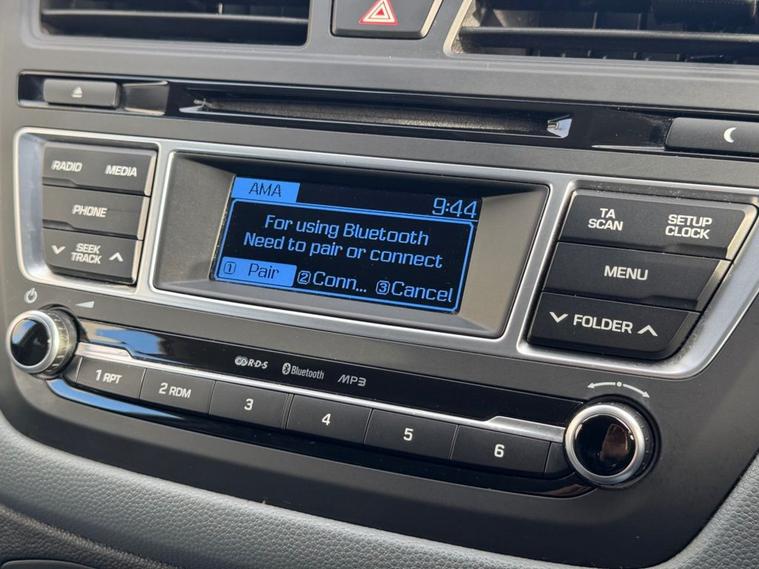 RADIO MEDIA
PHONE
SEEK
TRACK
AMA
9:44
For using Bluetooth
Need to pair or connect
① Pair ② Conn... ③ Cancel
TA
SCAN
SETUP
CLOCK
MENU
FOLDER
R·D·S Bluetooth MP3
1 RPT 2 RDM 3 4 5 6